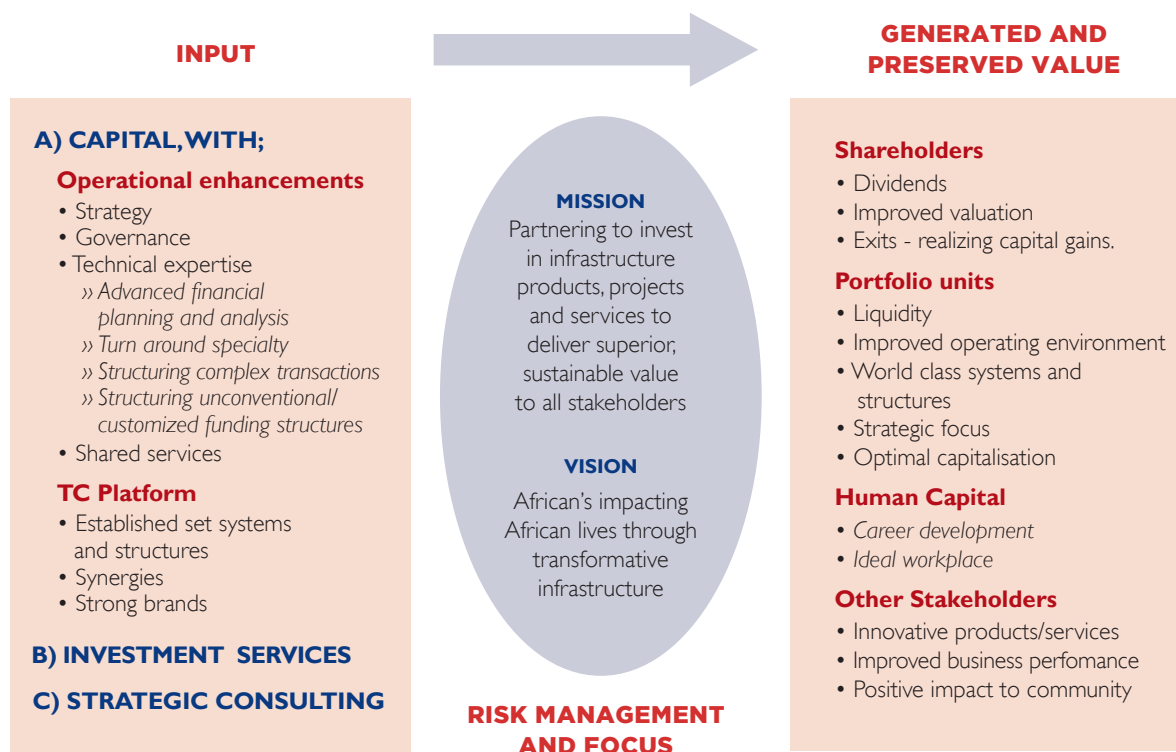 INPUT
GENERATED AND
PRESERVED VALUE
A) CAPITAL, WITH;
Operational enhancements
• Strategy
• Governance
• Technical expertise
» Advanced financial
planning and analysis
» Turn around specialty
» Structuring complex transactions
» Structuring unconventional/
customized funding structures
• Shared services
TC Platform
• Established set systems
and structures
• Synergies
• Strong brands
B) INVESTMENT SERVICES
C) STRATEGIC CONSULTING
MISSION
Partnering to invest
in infrastructure
products, projects
and services to
deliver superior,
sustainable value
to all stakeholders
VISION
African's impacting
African lives through
transformative
infrastructure
RISK MANAGEMENT
AND FOCUS
Shareholders
• Dividends
• Improved valuation
• Exits - realizing capital gains.
Portfolio units
• Liquidity
• Improved operating environment
• World class systems and
structures
• Strategic focus
• Optimal capitalisation
Human Capital
• Career development
• Ideal workplace
Other Stakeholders
• Innovative products/services
• Improved business perfomance
• Positive impact to community